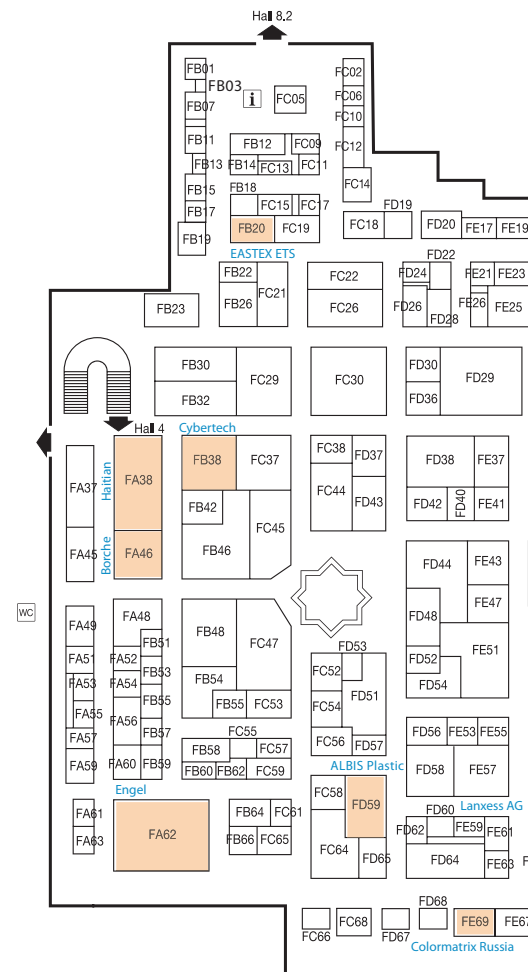 Hall 8.2
FB01
FC02
FB03
i
FC05
FC06
FB07
FC10
FB11
FB12
FC09
FC12
FB13
FB14
FC13
FC11
FB15
FB18
FC14
FB17
FC15
FC17
FD19
FB19
FB20
FC19
FC18
FD20
FE17
FE19
EASTEX ETS
FD22
FB22
FC21
FC22
FD24
FE21
FE23
FB23
FB26
FC26
FD26
FD28
FE26
FE25
FB30
FC29
FC30
FD30
FD29
FB32
FD36
Hall 4
Cybertech
Haitian
FA37
FA38
FB38
FC37
FC38
FD37
FD38
FE37
FC44
FD43
FD42
FD40
FE41
FB42
FC45
Borche
FA45
FA46
FB46
FD44
FE43
WC
FA49
FA48
FD48
FE47
FB51
FB48
FC47
FD53
FA51
FA52
FD52
FE51
FA53
FA54
FB53
FB54
FC52
FD51
FD54
FA55
FA56
FB55
FB55
FC53
FC54
FA57
FB57
FC55
FC56
FD57
FD56
FE53
FE55
FA59
FA60
FB59
FB58
FC57
FB60
FB62
FC59
ALBIS Plastic
FD58
FE57
Engel
FC58
FD59
Lanxess AG
FA61
FA62
FB64
FC61
FD60
FD62
FE59
FE61
FA63
FB66
FC65
FC64
FD65
FD64
FE63
F
FC66
FC68
FD67
FD68
FE69
FE67
Colormatrix Russia